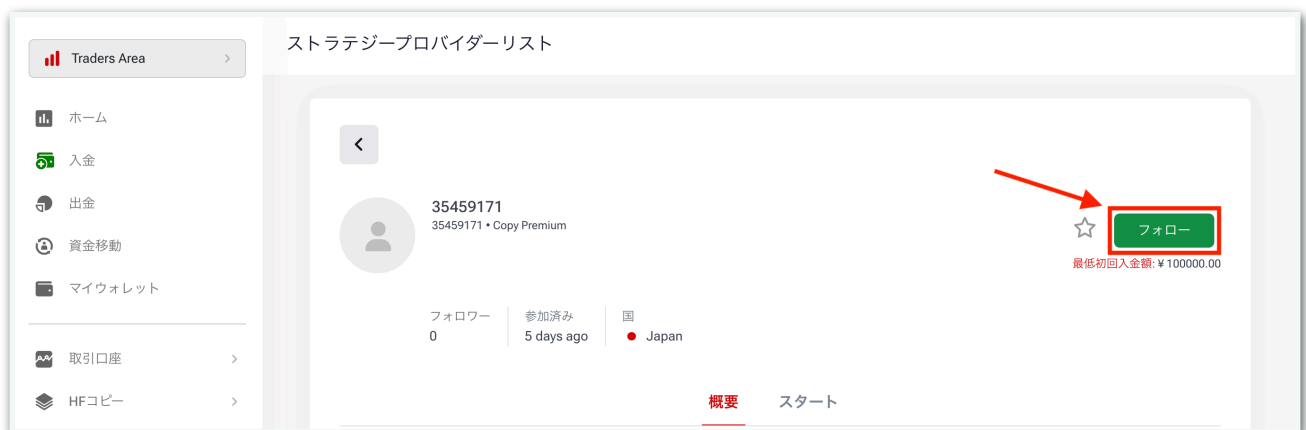 Traders Area
ホーム
入金
出金
資金移動
マイウォレット
取引口座
HFコピー
ストラテジープロバイダーリスト
35459171
35459171 • Copy Premium
フォロー
最低初回入金額: ¥ 100000.00
フォロワー
0
参加済み
5 days ago
国
Japan
概要
スタート